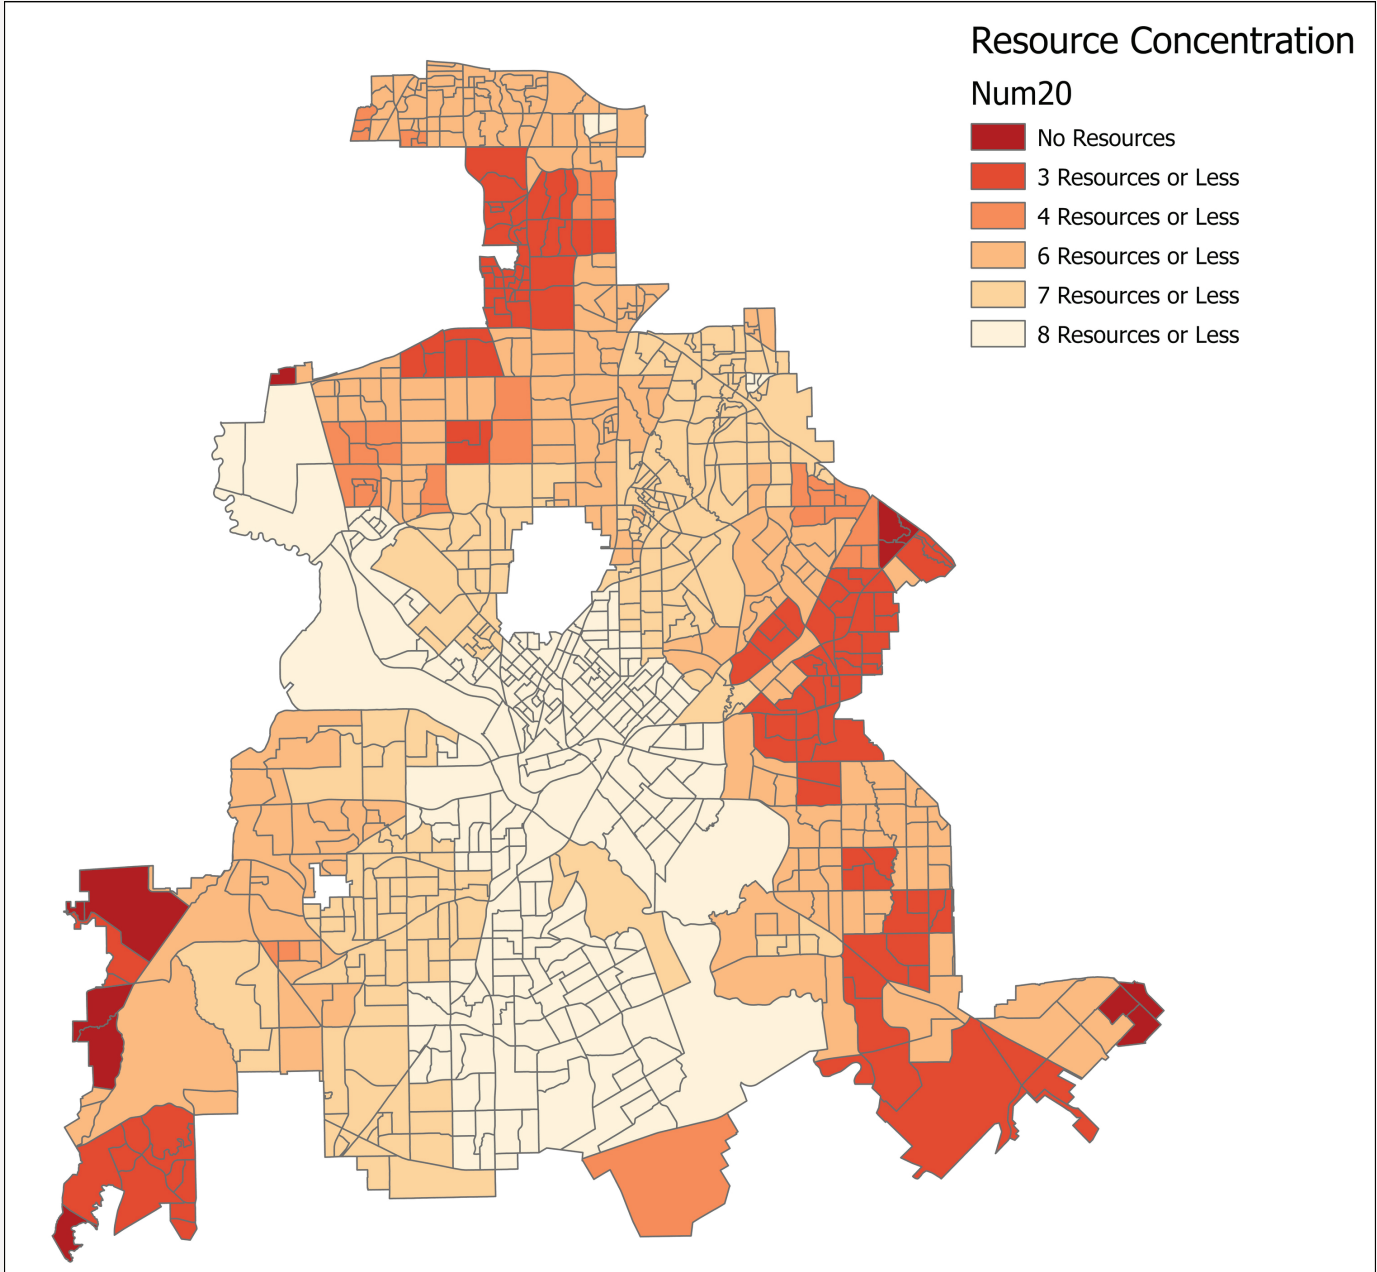 Resource Concentration
Num20
No Resources
3 Resources or Less
4 Resources or Less
6 Resources or Less
7 Resources or Less
8 Resources or Less